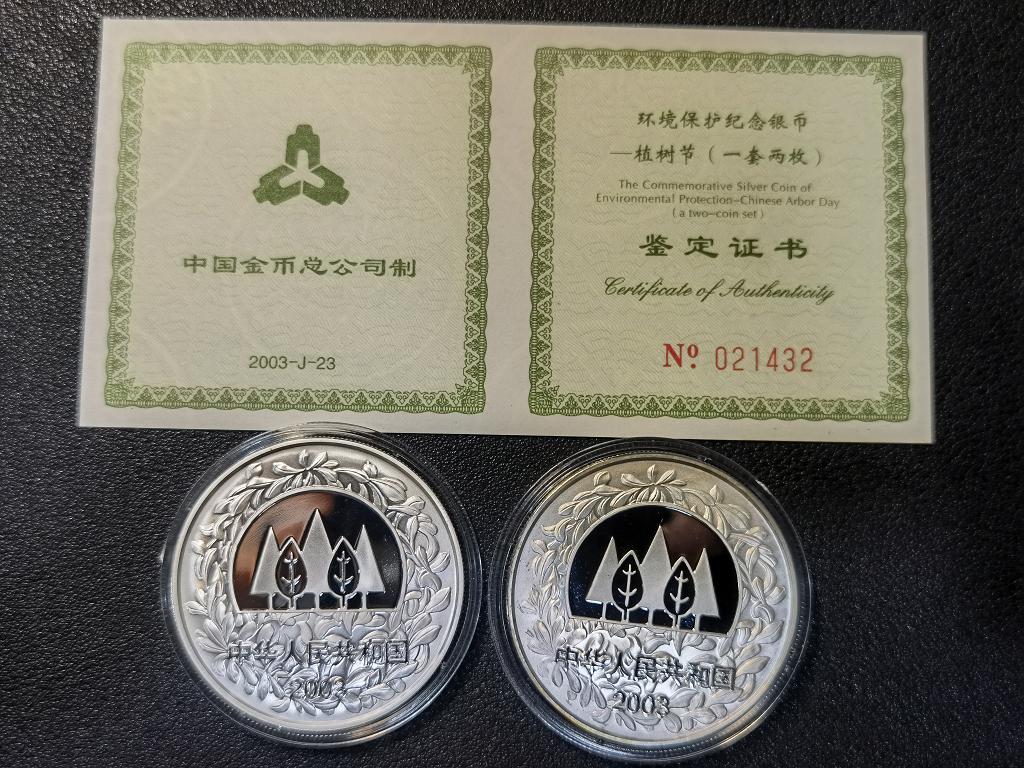 中国金币总公司制
2003-J-23
环境保护纪念银币
—植树节（一套两枚）
The Commemorative Silver Coin of
Environmental Protection-Chinese Arbor Day
( a two-coin set )
鉴定证书
Certificate of Authenticity
Nº 021432
中华人民共和国
2003
中华人民共和国
2003